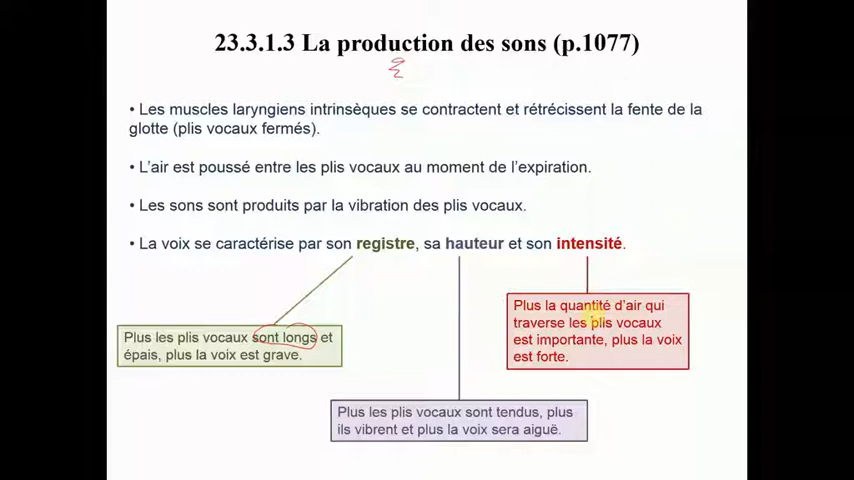 23.3.1.3 La production des sons (p.1077)
• Les muscles laryngiens intrinsèques se contractent et rétrécissent la fente de la
glotte (plis vocaux fermés).
• L'air est poussé entre les plis vocaux au moment de l'expiration.
• Les sons sont produits par la vibration des plis vocaux.
• La voix se caractérise par son registre, sa hauteur et son intensité.
Plus les plis vocaux sont longs et
épais, plus la voix est grave.
Plus les plis vocaux sont tendus, plus
ils vibrent et plus la voix sera aiguë.
Plus la quantité d'air qui
traverse les plis vocaux
est importante, plus la voix
est forte.